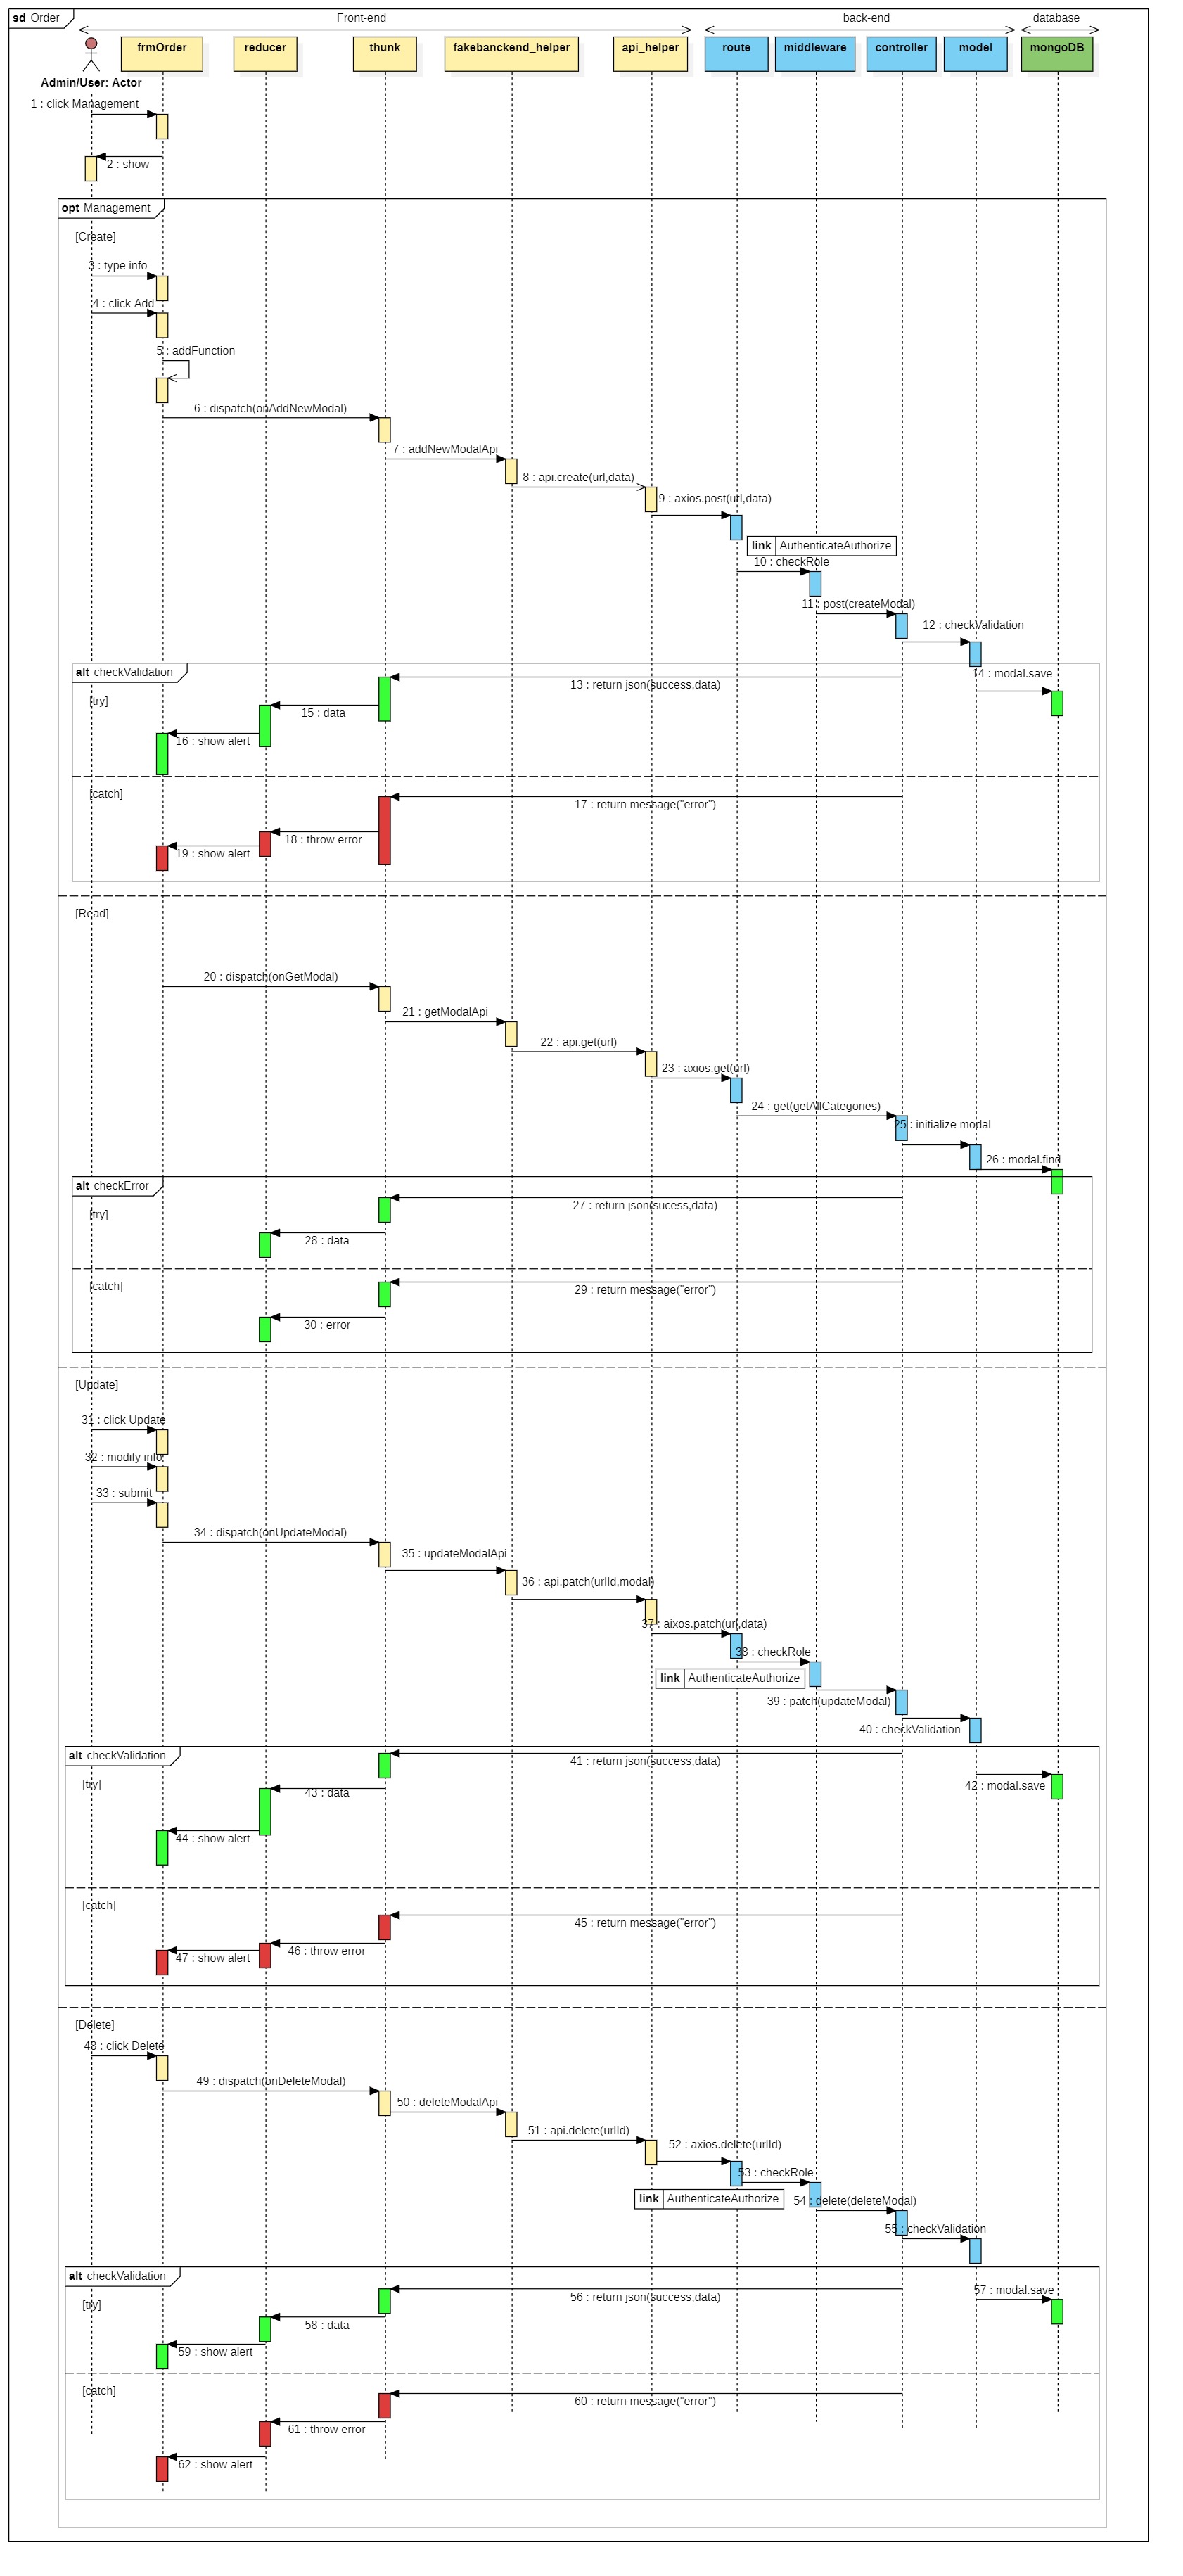 sd Order
Front-end
back-end
database
frmOrder
reducer
thunk
fakebanckend_helper
api_helper
route
middleware
controller
model
mongoDB
Admin/User: Actor
1 : click Management
2 : show
opt Management
[Create]
3 : type info
4 : click Add
5 : addFunction
6 : dispatch(onAddNewModal)
7 : addNewModalApi
8 : api.create(url,data)
9 : axios.post(url,data)
link AuthenticateAuthorize
10 : checkRole
11 : post(createModal)
12 : checkValidation
alt checkValidation
14 : modal.save
13 : return json(success,data)
[try]
15 : data
16 : show alert
[catch]
17 : return message("error")
18 : throw error
19 : show alert
[Read]
20 : dispatch(onGetModal)
21 : getModalApi
22 : api.get(url)
23 : axios.get(url)
24 : get(getAllCategories)
25 : initialize modal
26 : modal.find
alt checkError
27 : return json(sucess,data)
[try]
28 : data
[catch]
29 : return message("error")
30 : error
[Update]
31 : click Update
32 : modify info
33 : submit
34 : dispatch(onUpdateModal)
35 : updateModalApi
36 : api.patch(urlId,modal)
37 : aixos.patch(url,data)
38 : checkRole
link AuthenticateAuthorize
39 : patch(updateModal)
40 : checkValidation
alt checkValidation
41 : return json(success,data)
[try]
42 : modal.save
43 : data
44 : show alert
[catch]
45 : return message("error")
46 : throw error
47 : show alert
[Delete]
48 : click Delete
49 : dispatch(onDeleteModal)
50 : deleteModalApi
51 : api.delete(urlId)
52 : axios.delete(urlId)
53 : checkRole
link AuthenticateAuthorize
54 : delete(deleteModal)
55 : checkValidation
alt checkValidation
57 : modal.save
56 : return json(success,data)
[try]
58 : data
59 : show alert
[catch]
60 : return message("error")
61 : throw error
62 : show alert